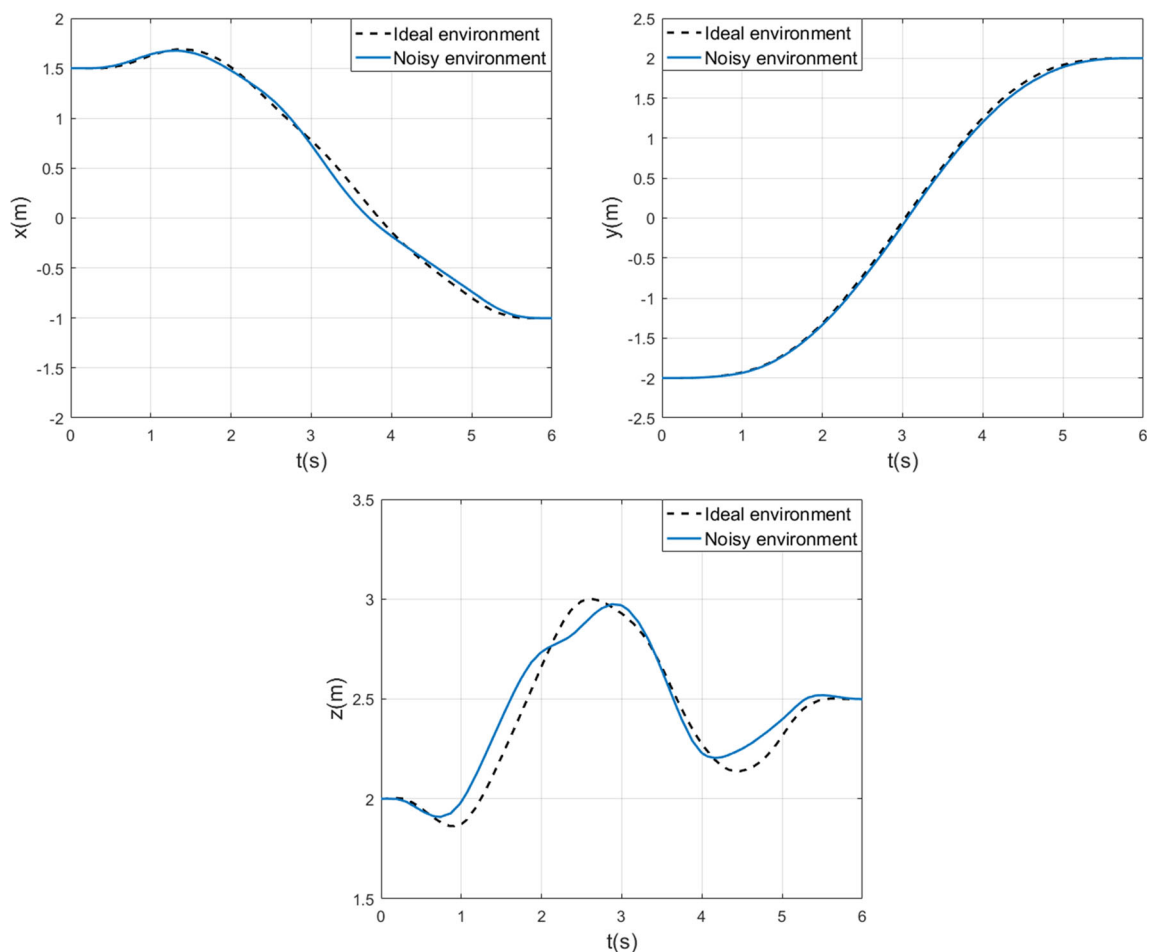 2
1.5
1
0.5
0
-0.5
-1
-1.5
-2
x(m)
0 1 2 3 4 5 6
t(s)
Ideal environment
Noisy environment
2.5
2
1.5
1
0.5
0
-0.5
-1
-1.5
-2
-2.5
y(m)
0 1 2 3 4 5 6
t(s)
Ideal environment
Noisy environment
3.5
3
2.5
2
1.5
z(m)
0 1 2 3 4 5 6
t(s)
Ideal environment
Noisy environment